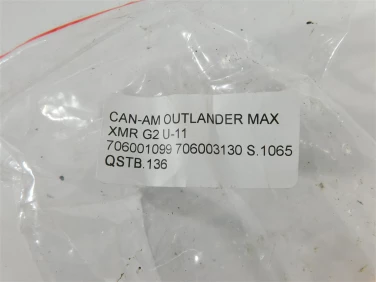 CAN-AM OUTLANDER MAX
XMR G2 U-11
706001099 706003130 S.1065
QSTB.136